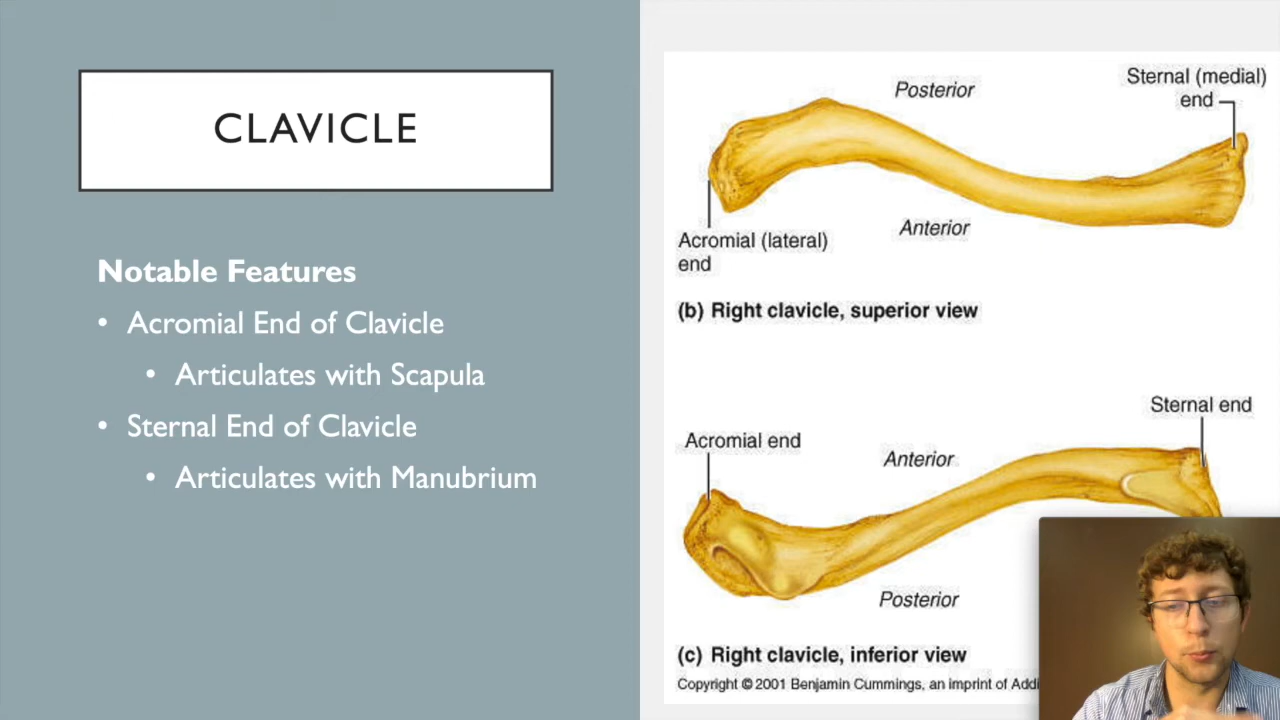 CLAVICLE
Notable Features
• Acromial End of Clavicle
• Articulates with Scapula
• Sternal End of Clavicle
• Articulates with Manubrium
Posterior
Sternal (medial)
end
Anterior
Acromial (lateral)
end
(b) Right clavicle, superior view
Sternal end
Acromial end
Anterior
Posterior
(c) Right clavicle, inferior view
Copyright © 2001 Benjamin Cummings, an imprint of Addi